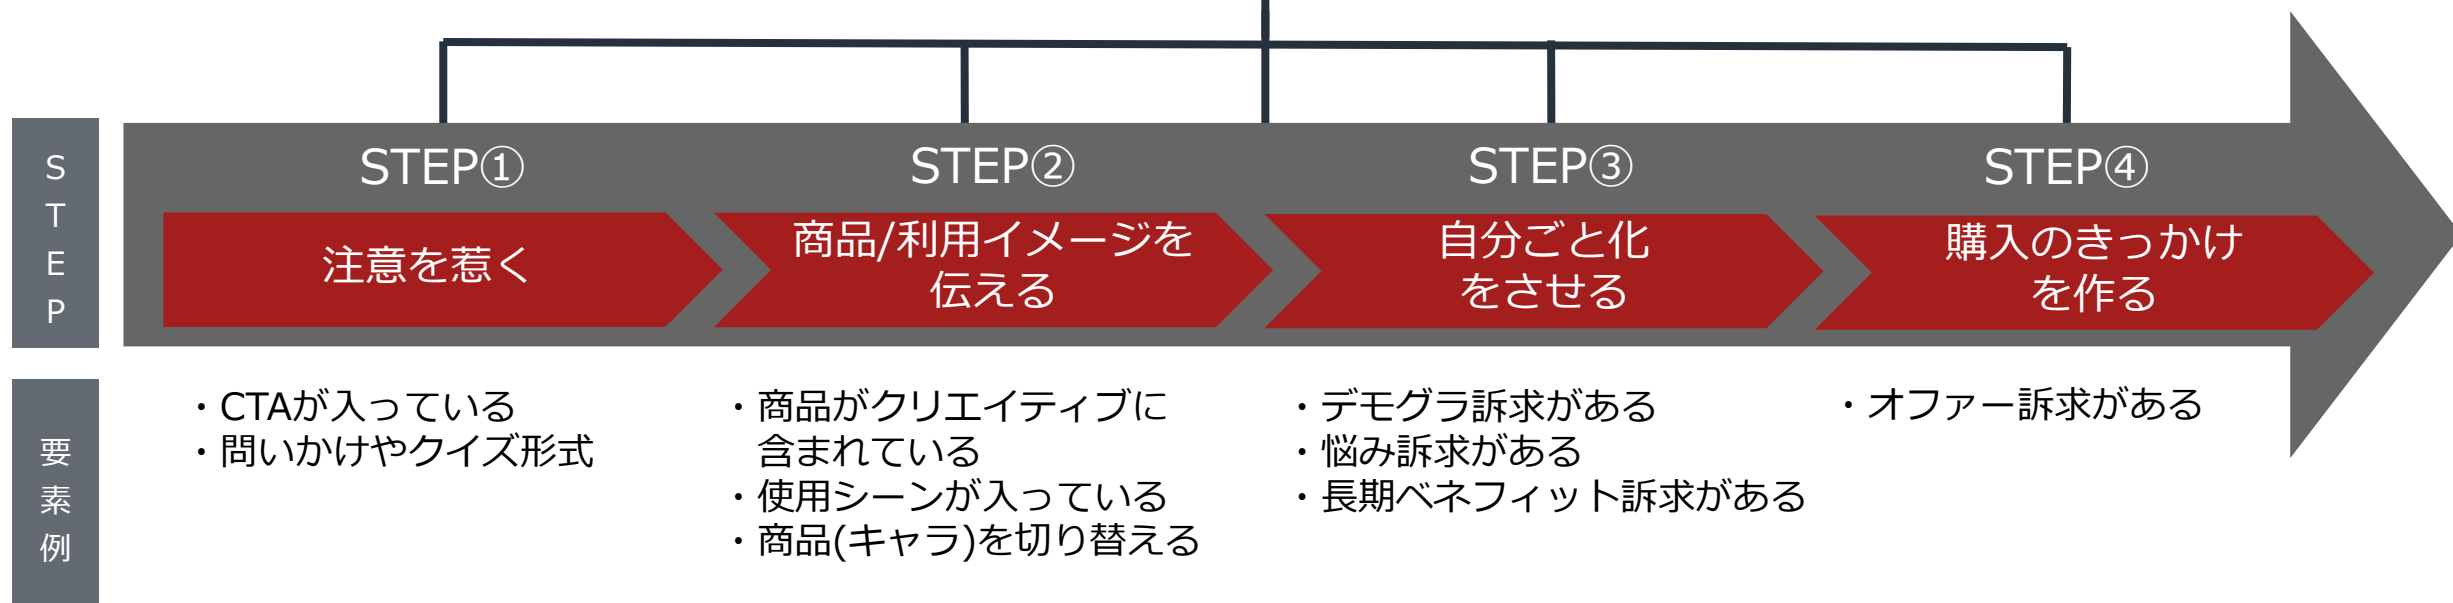 STEP
STEP①
注意を惹く
STEP②
商品/利用イメージを
伝える
STEP③
自分ごと化
をさせる
STEP④
購入のきっかけ
を作る
要素例
・CTAが入っている
・問いかけやクイズ形式
・商品がクリエイティブに
含まれている
・使用シーンが入っている
・商品(キャラ)を切り替える
・デモグラ訴求がある
・悩み訴求がある
・長期ベネフィット訴求がある
・オファー訴求がある